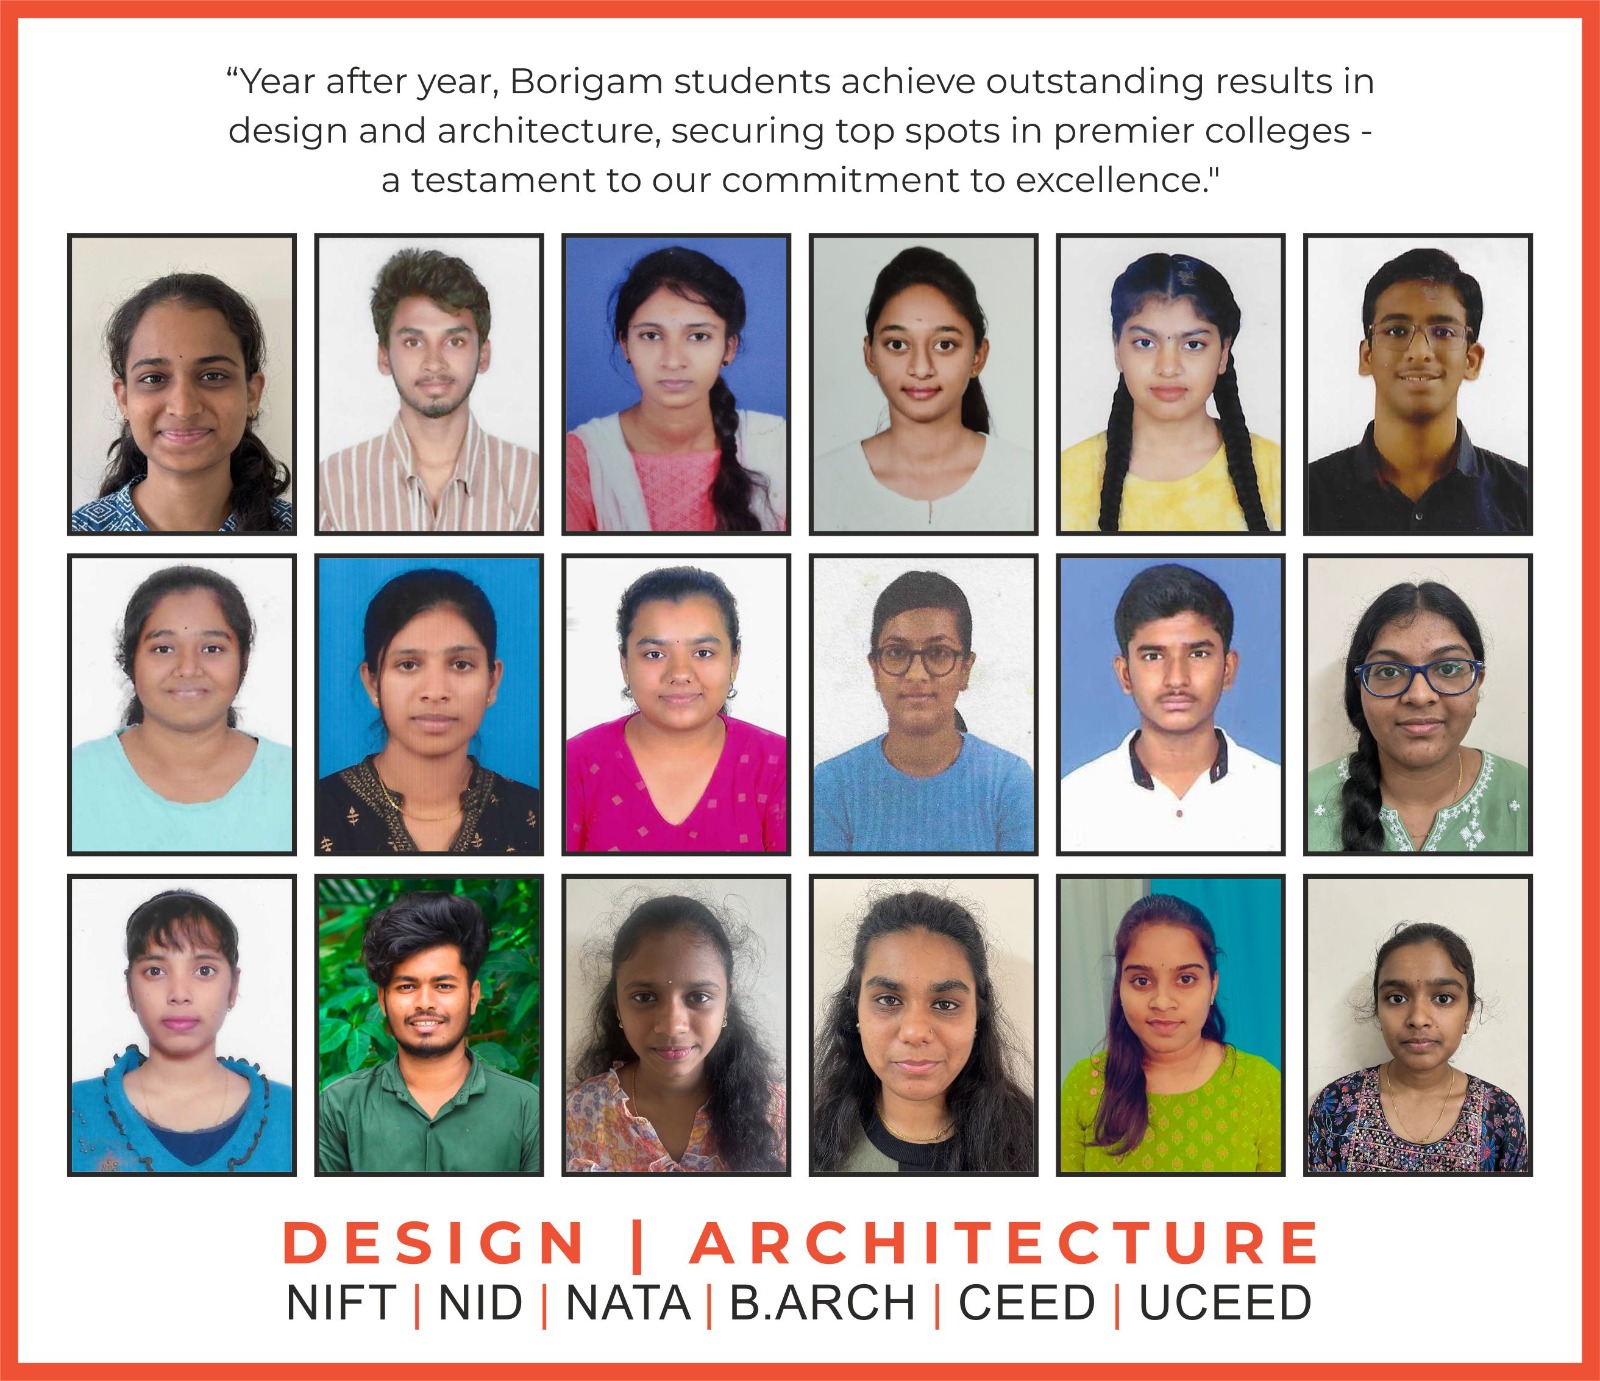 “Year after year, Borigam students achieve outstanding results in
design and architecture, securing top spots in premier colleges -
a testament to our commitment to excellence."
DESIGN | ARCHITECTURE
NIFT | NID | NATA | B.ARCH | CEED | UCEED